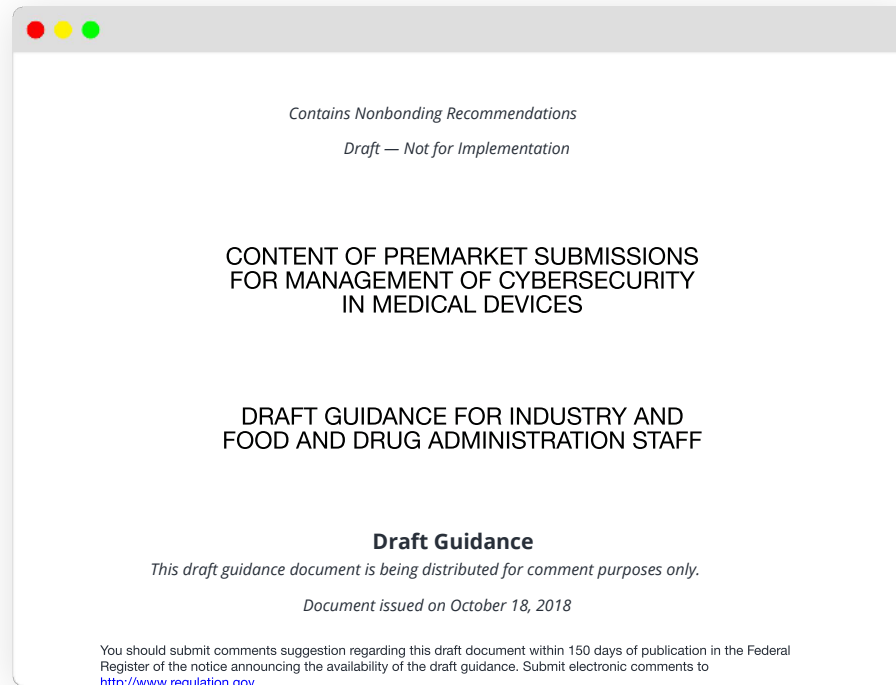 Contains Nonbonding Recommendations
Draft — Not for Implementation
CONTENT OF PREMARKET SUBMISSIONS
FOR MANAGEMENT OF CYBERSECURITY
IN MEDICAL DEVICES
DRAFT GUIDANCE FOR INDUSTRY AND
FOOD AND DRUG ADMINISTRATION STAFF
Draft Guidance
This draft guidance document is being distributed for comment purposes only.
Document issued on October 18, 2018
You should submit comments suggestion regarding this draft document within 150 days of publication in the Federal
Register of the notice announcing the availability of the draft guidance. Submit electronic comments to
http://www.regulation.gov